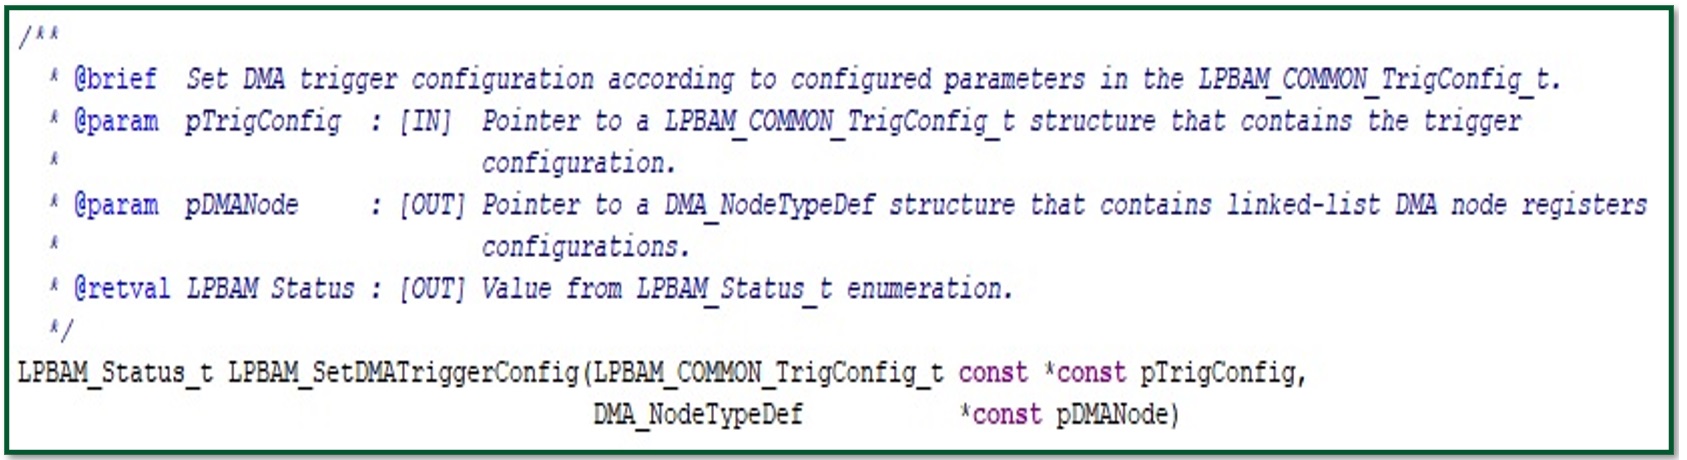 /**
  * @brief  Set DMA trigger configuration according to configured parameters in the LPBAM_COMMON_TrigConfig_t.
  * @param  pTrigConfig  : [IN]  Pointer to a LPBAM_COMMON_TrigConfig_t structure that contains the trigger
  *                              configuration.
  * @param  pDMANode     : [OUT] Pointer to a DMA_NodeTypeDef structure that contains linked-list DMA node registers
  *                              configurations.
  * @retval LPBAM Status : [OUT] Value from LPBAM_Status_t enumeration.
  */
LPBAM_Status_t LPBAM_SetDMATriggerConfig(LPBAM_COMMON_TrigConfig_t const *const pTrigConfig,
                                         DMA_NodeTypeDef           *const pDMANode)